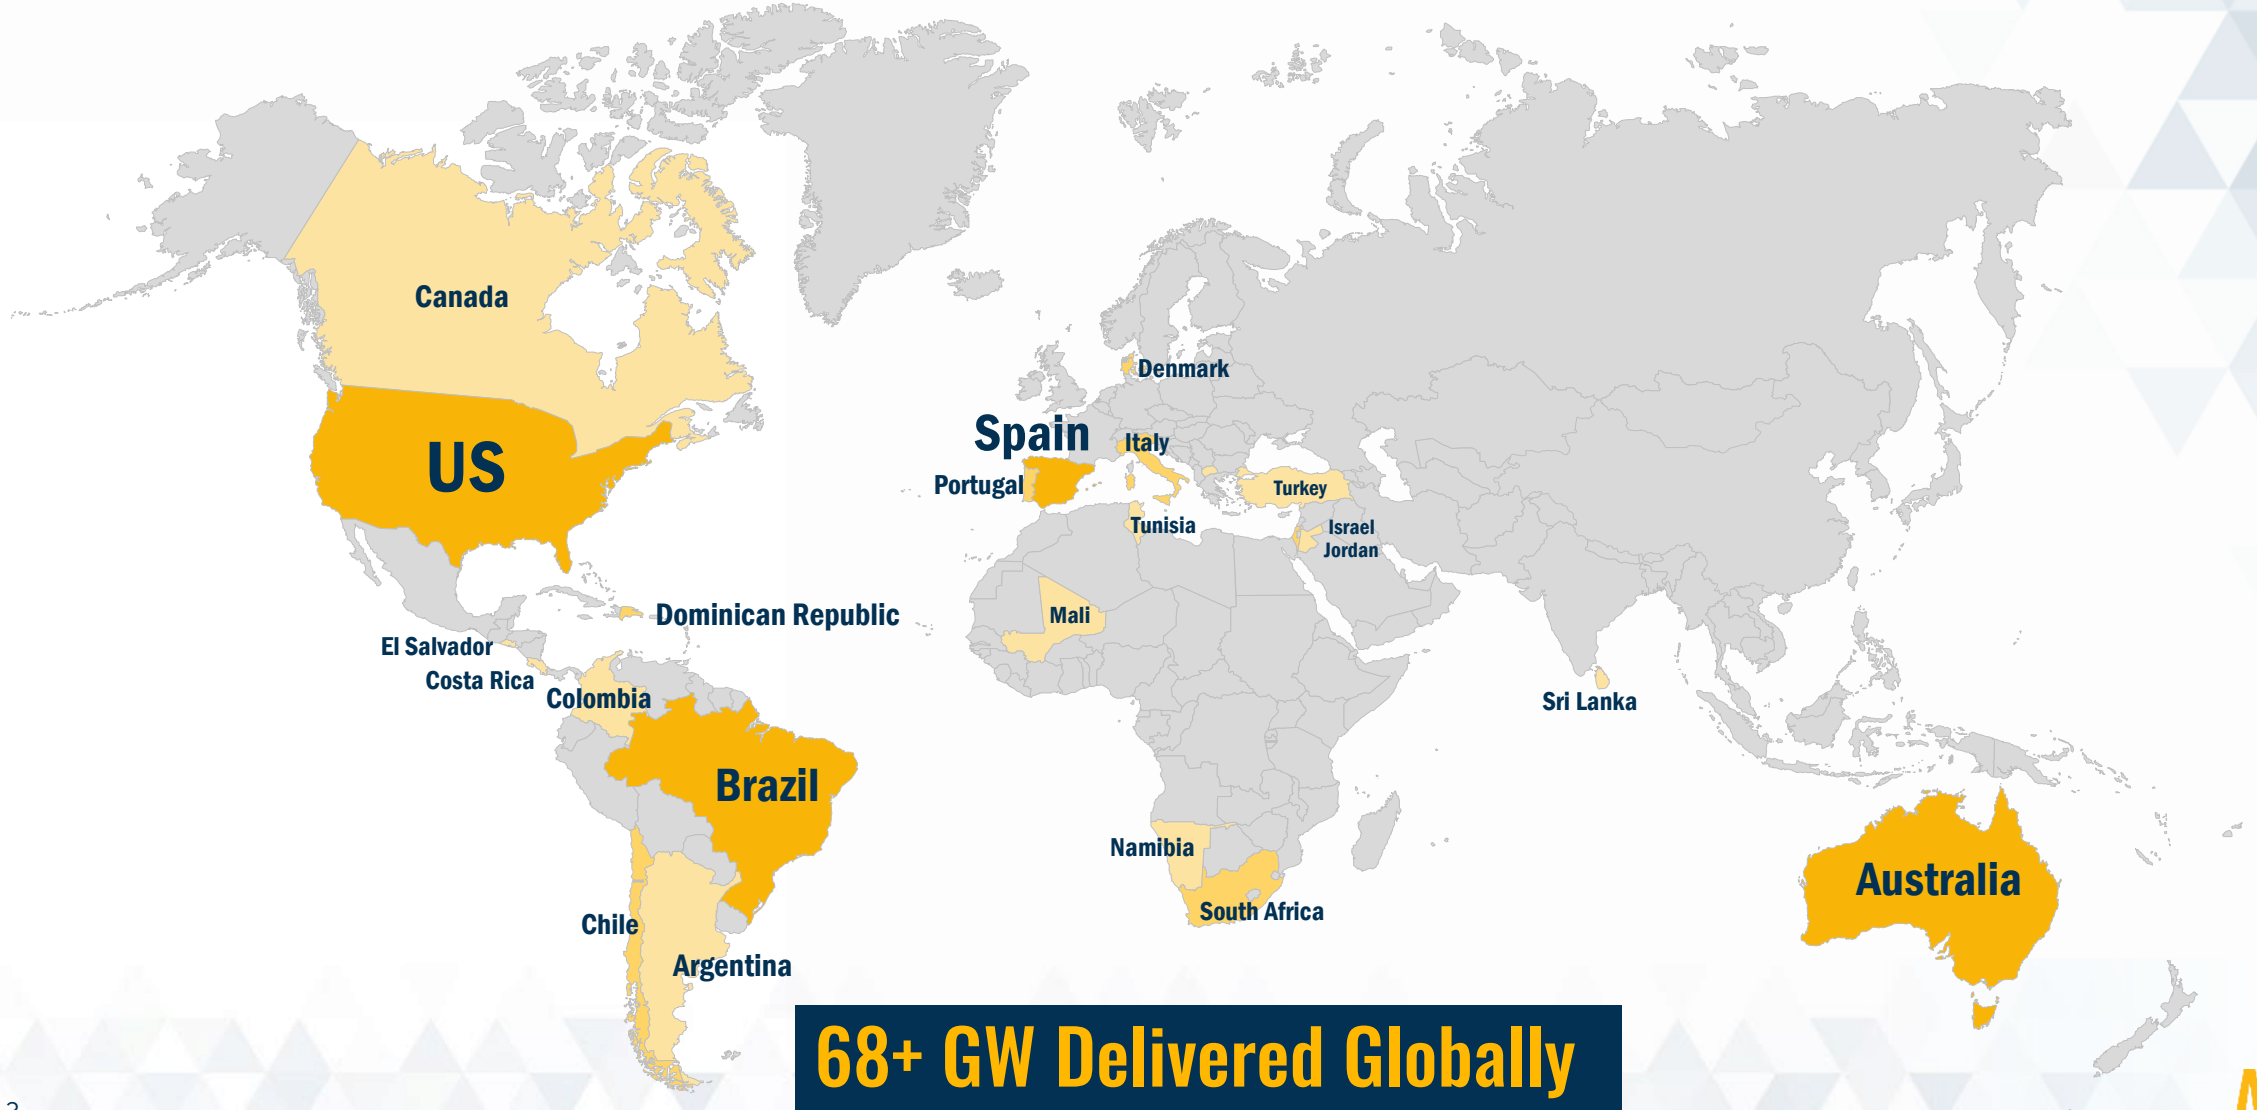 Canada
Denmark
Spain
Italy
US
Portugal
Turkey
Tunisia
Israel
Jordan
Dominican Republic
Mali
El Salvador
Costa Rica
Colombia
Sri Lanka
Brazil
Namibia
Australia
South Africa
Chile
Argentina
68+ GW Delivered Globally